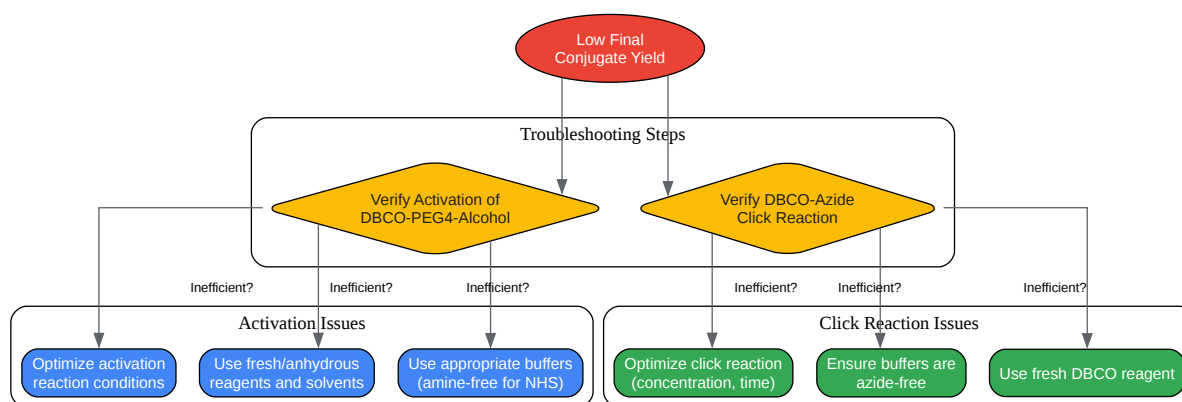 Low Final
Conjugate Yield
Troubleshooting Steps
Verify Activation of
DBCO-PEG4-Alcohol
Verify DBCO-Azide
Click Reaction
Inefficient?
Inefficient?
Inefficient?
Inefficient?
Inefficient?
Inefficient?
Activation Issues
Optimize activation
reaction conditions
Use fresh/anhydrous
reagents and solvents
Use appropriate buffers
(amine-free for NHS)
Click Reaction Issues
Optimize click reaction
(concentration, time)
Ensure buffers are
azide-free
Use fresh DBCO reagent